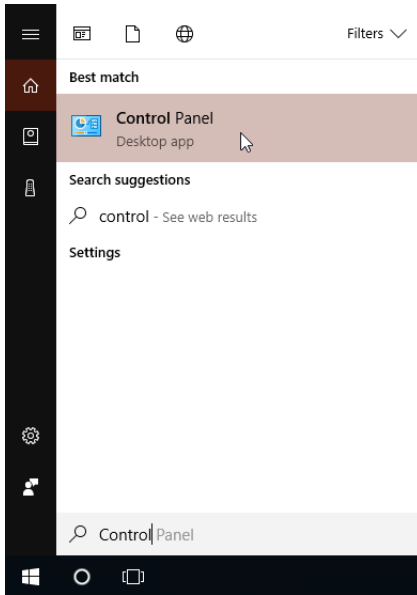 Filters
Best match
Control Panel
Desktop app
Search suggestions
control - See web results
Settings
Control Panel